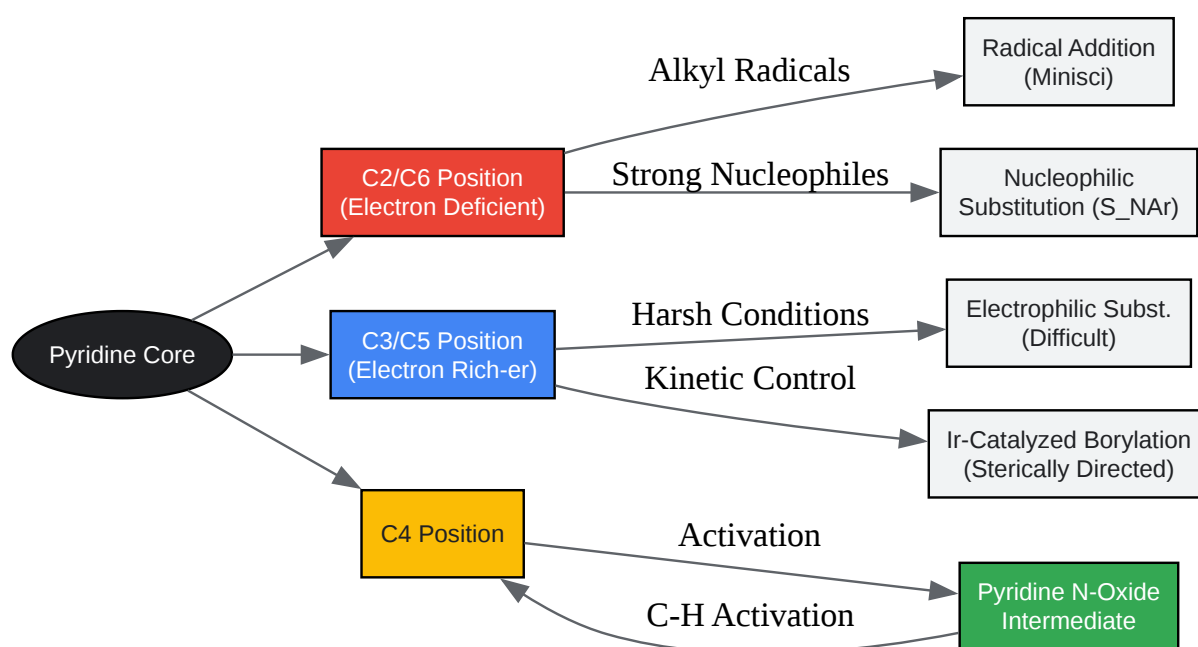 Alkyl Radicals
Radical Addition
(Minisci)
C2/C6 Position
(Electron Deficient)
Strong Nucleophiles
Nucleophilic
Substitution (S_NAr)
Pyridine Core
C3/C5 Position
(Electron Rich-er)
Harsh Conditions
Electrophilic Subst.
(Difficult)
Kinetic Control
Ir-Catalyzed Borylation
(Sterically Directed)
C4 Position
Activation
C-H Activation
Pyridine N-Oxide
Intermediate